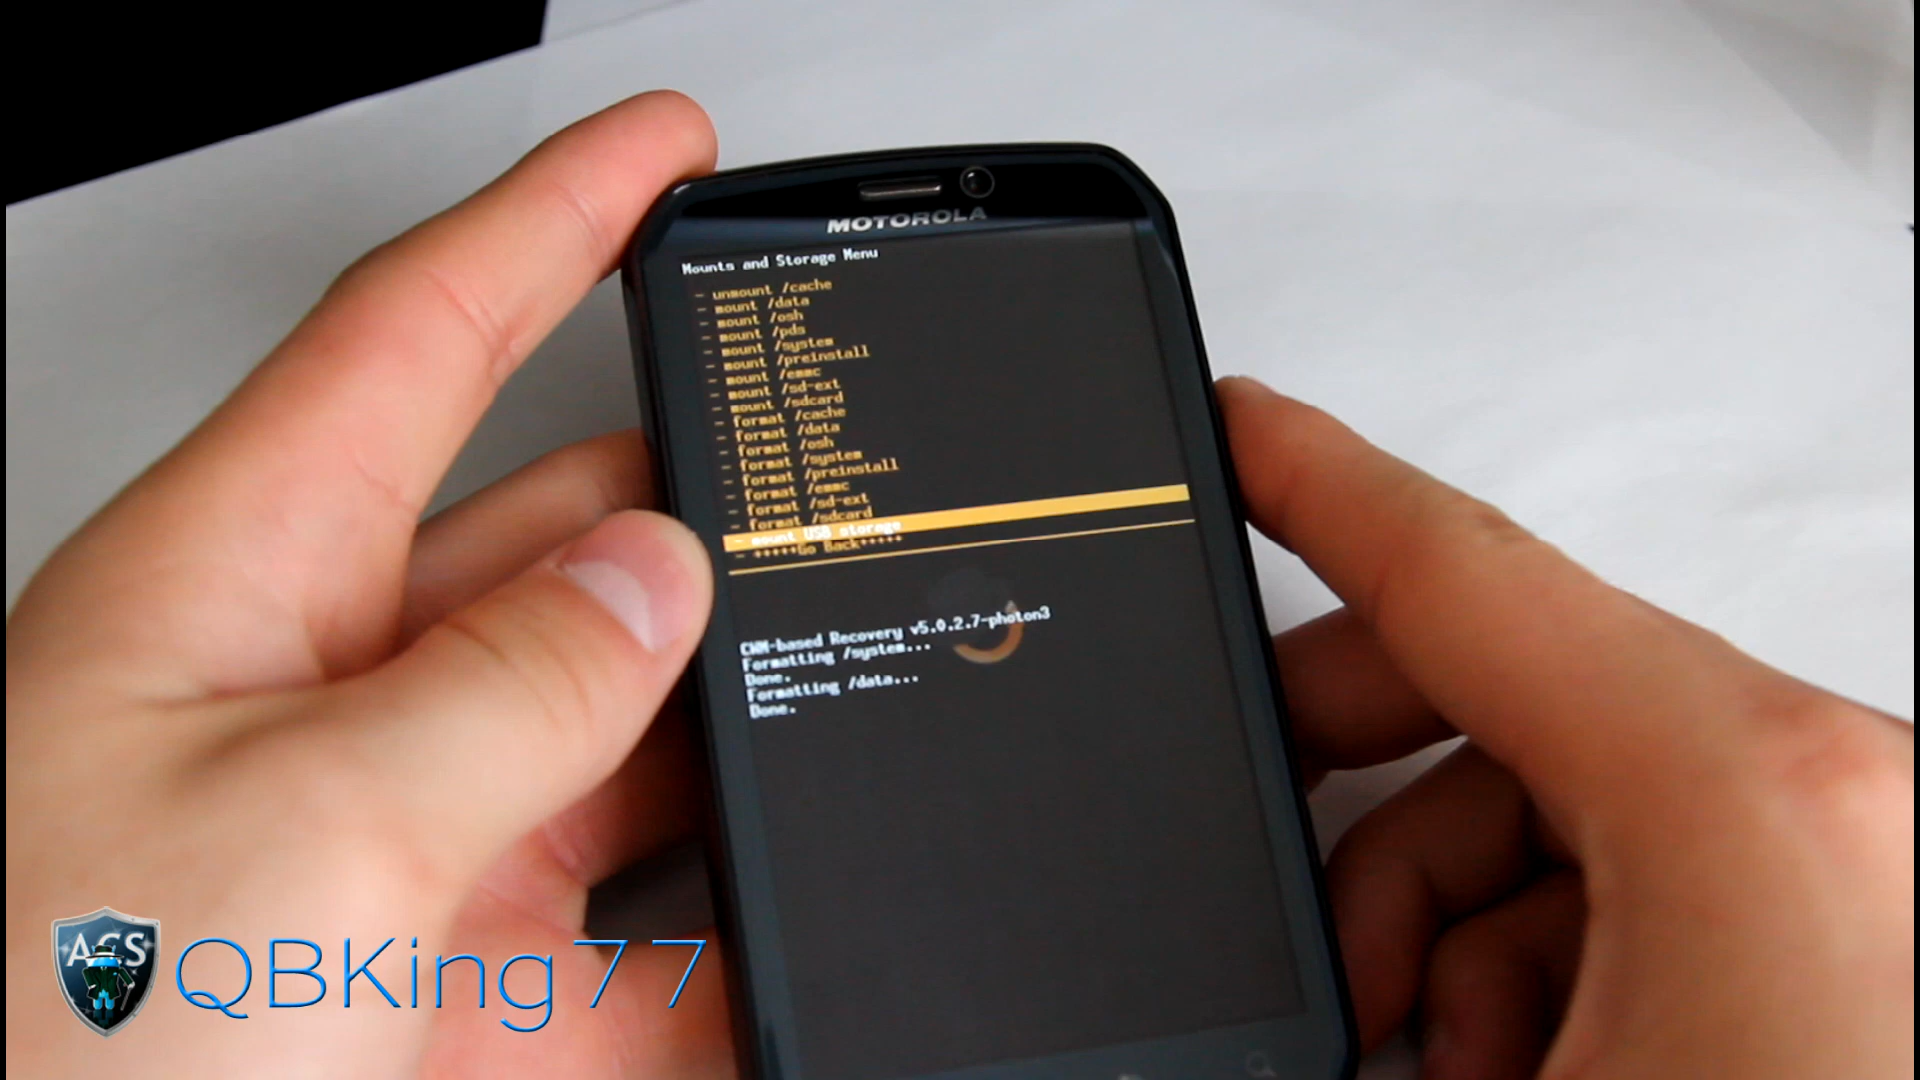 MOTOROLA
Mounts and Storage Menu
- unmount /cache
- mount /data
- mount /osh
- mount /pds
- mount /system
- mount /preinstall
- mount /emmc
- mount /sd-ext
- mount /sdcard
- format /cache
- format /data
- format /osh
- format /system
- format /preinstall
- format /emmc
- format /sd-ext
- format /sdcard
- mount USB storage
- +++++Go Back+++++
CWM-based Recovery v5.0.2.7-photon3
Formatting /system...
Done.
Formatting /data...
Done.
ACS
QBKing77